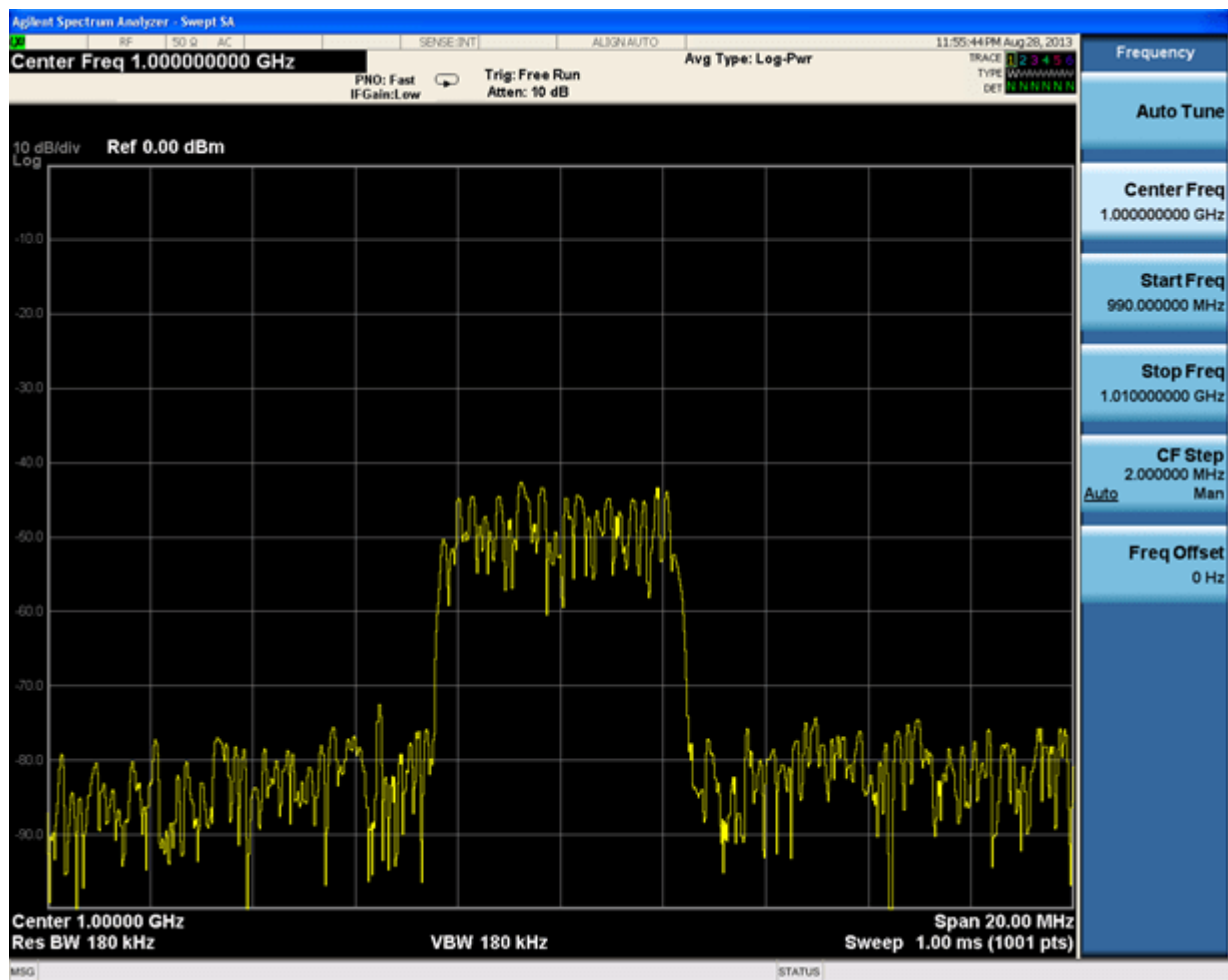 Agilent Spectrum Analyzer - Swept SA
RF 50 Ω AC SENSE:INT ALIGN AUTO 11:55:44 PM Aug 28, 2013
Center Freq 1.000000000 GHz
PNO: Fast
IFGain:Low
Trig: Free Run
Atten: 10 dB
Avg Type: Log-Pwr
TRACE 1 2 3 4 5 6
TYPE
DET N N N N N N
10 dB/div Ref 0.00 dBm
Log
-10.0
-20.0
-30.0
-40.0
-50.0
-60.0
-70.0
-80.0
-90.0
Center 1.00000 GHz Span 20.00 MHz
Res BW 180 kHz VBW 180 kHz Sweep 1.00 ms (1001 pts)
MSG STATUS
Frequency
Auto Tune
Center Freq
1.000000000 GHz
Start Freq
990.000000 MHz
Stop Freq
1.010000000 GHz
CF Step
2.000000 MHz
Auto Man
Freq Offset
0 Hz